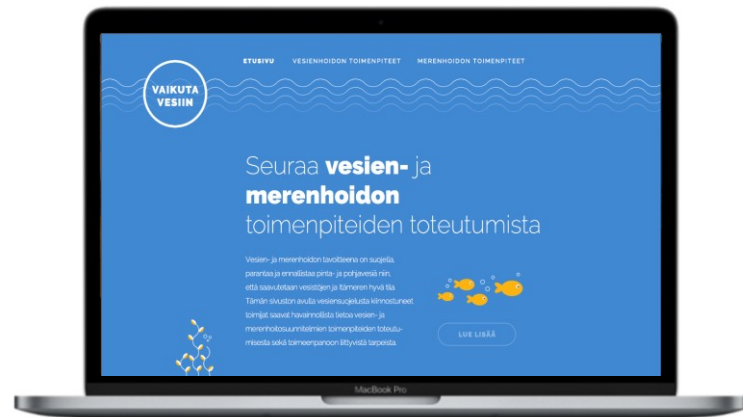 ETUSIVU VESIENHOIDON TOIMENPITEET MERENHOIDON TOIMENPITEET
VAIKUTA
VESIIN
Seuraa vesien- ja
merenhoidon
toimenpiteiden toteutumista
Vesien- ja merenhoidon tavoitteena on suojella,
parantaa ja ennallistaa pinta- ja pohjavesiä niin,
että saavutetaan vesistöjen ja Itämeren hyvä tila.
Tämän sivuston avulla vesiensuojelusta kiinnostuneet
toimijat saavat havainnollista tietoa vesien- ja
merenhoitosuunnitelmien toimenpiteiden toteutu-
misesta sekä toimeenpanoon liittyvistä tarpeista.
LUE LISÄÄ
MacBook Pro